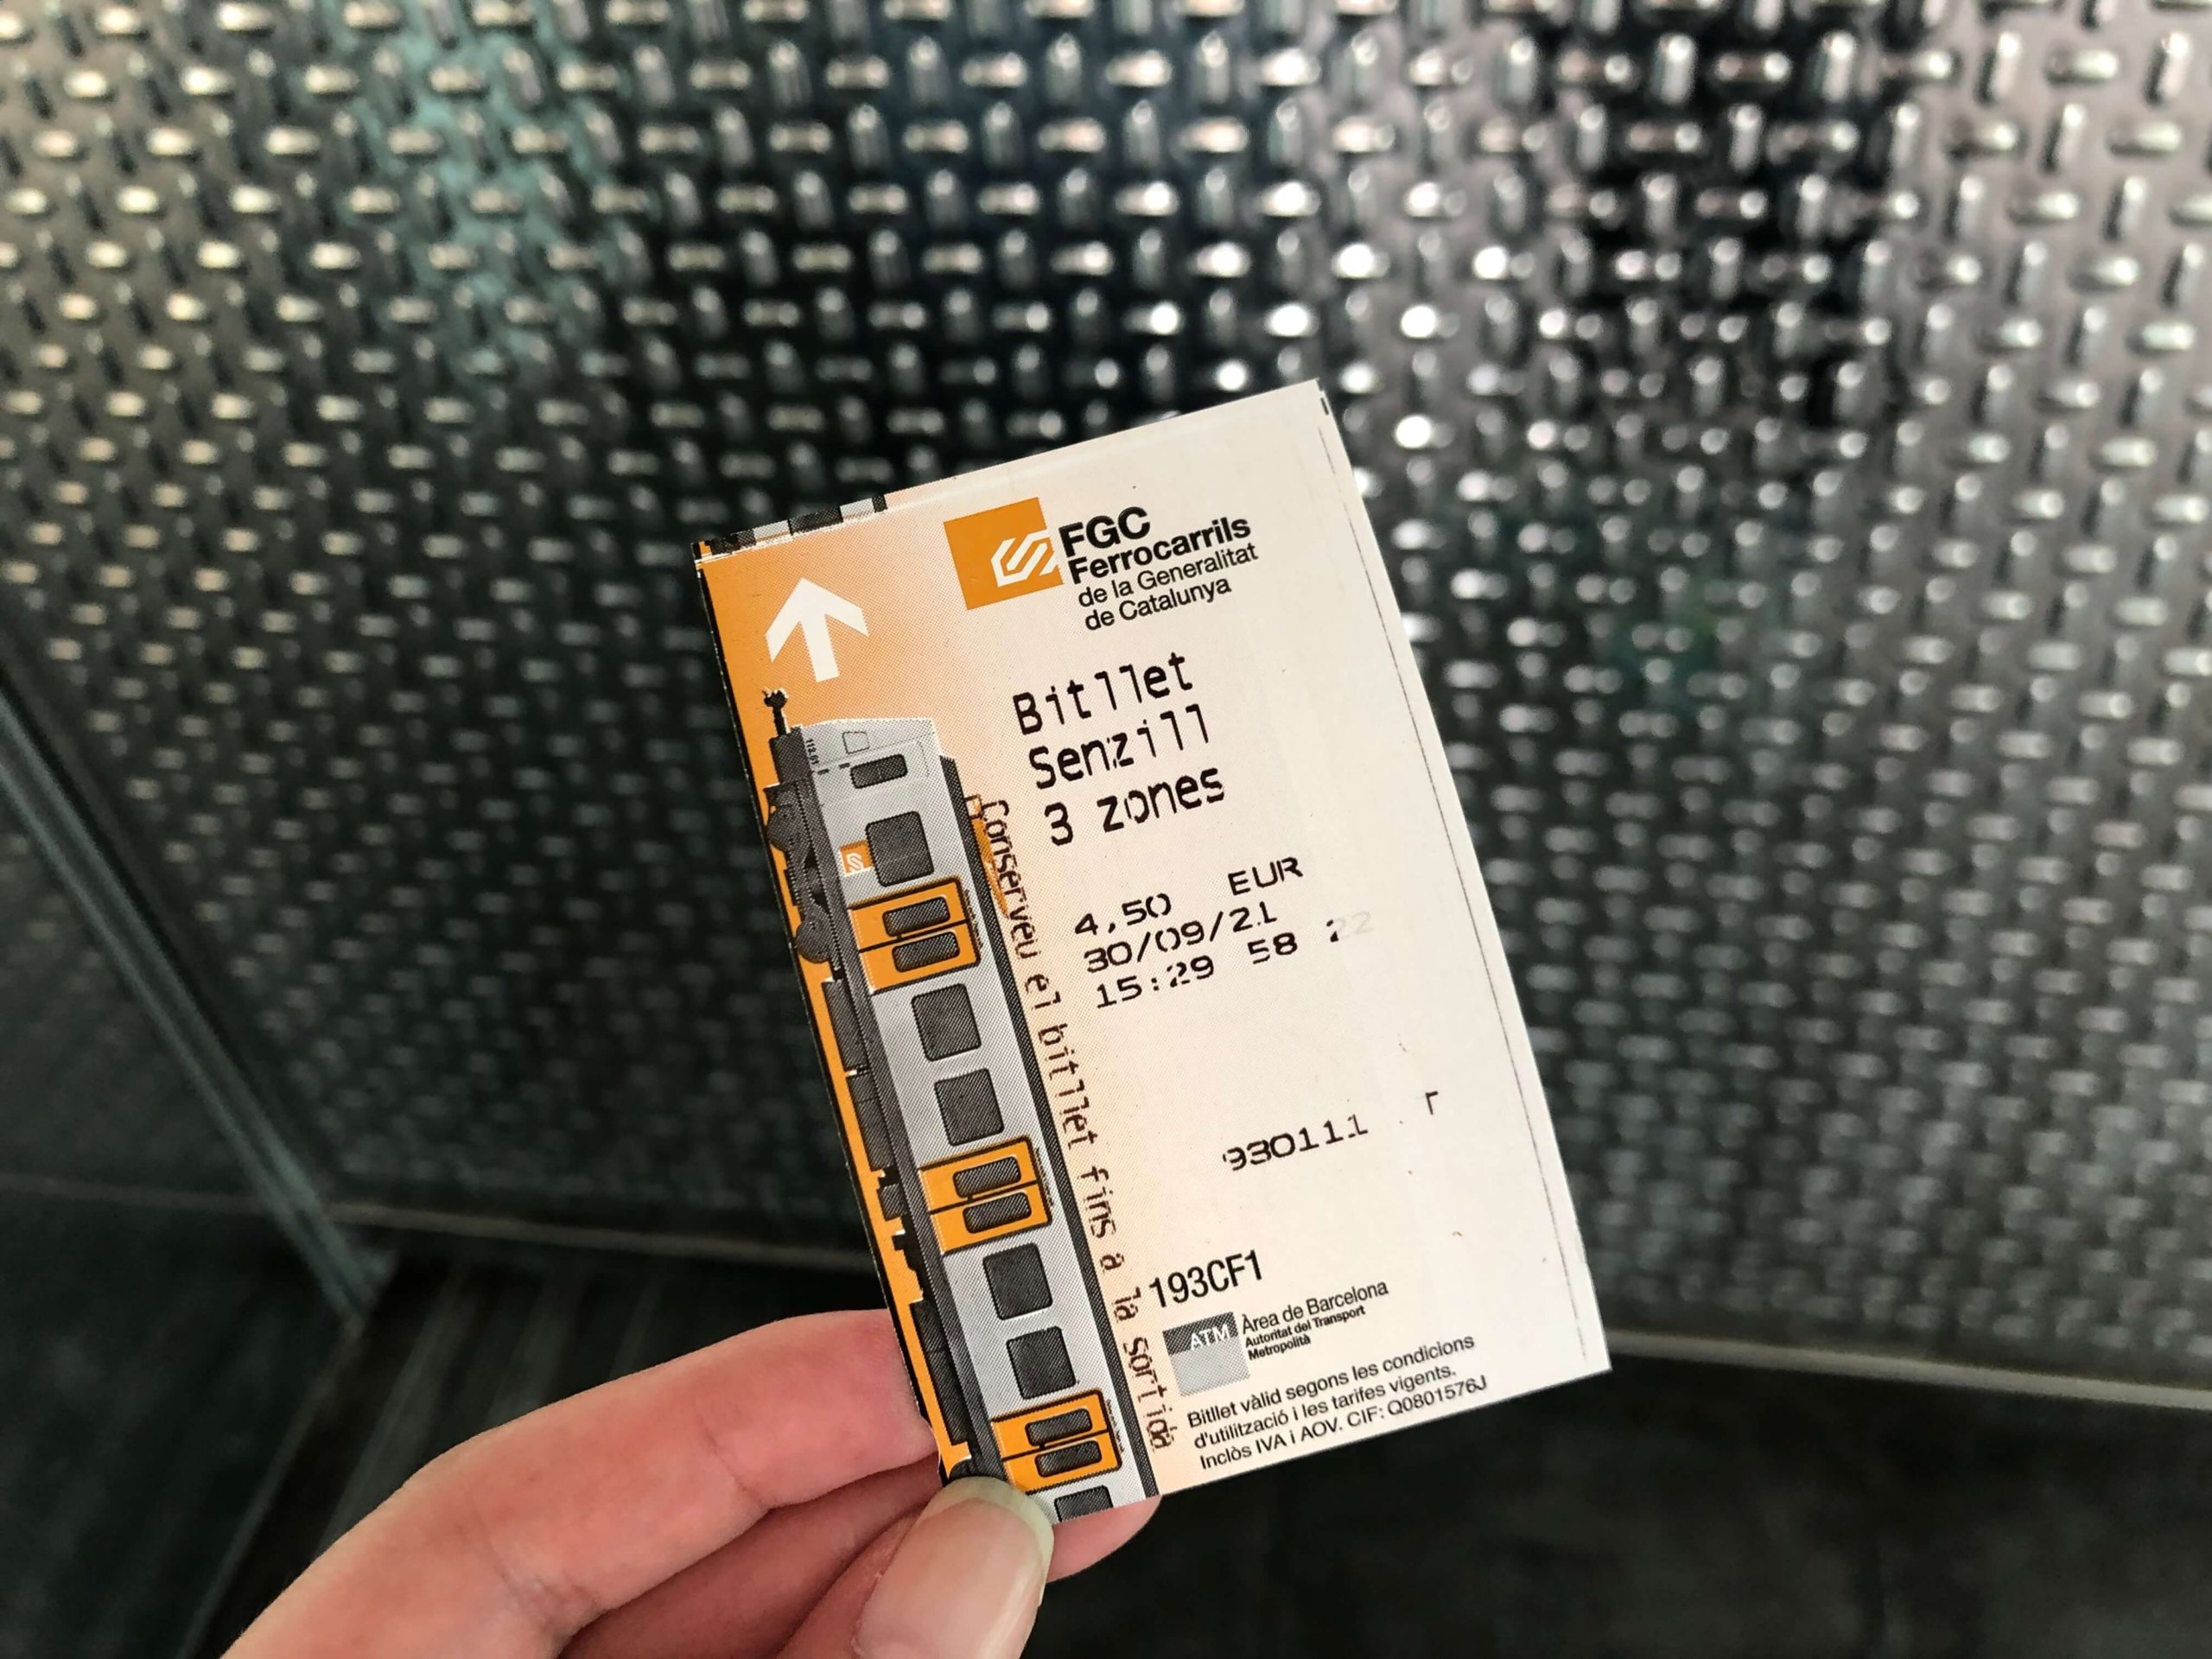 FGC
Ferrocarrils
de la Generalitat
de Catalunya
Bitllet
Senzill
3 zones
4,50 EUR
30/09/21
15:29 58 22
930111
Conserveu el bitllet fins a la sortida
193CF1
ATM
Àrea de Barcelona
Autoritat del Transport
Metropolità
Bitllet vàlid segons les condicions
d'utilització i les tarifes vigents.
Inclòs IVA i AOV. CIF: Q0801576J